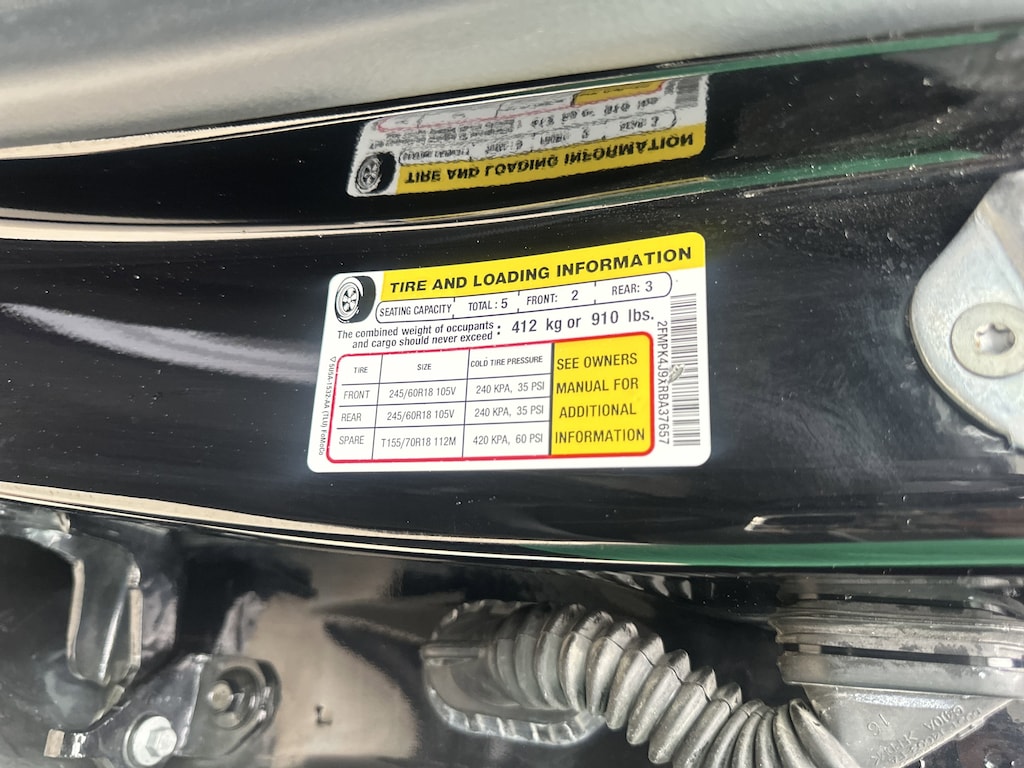 TIRE AND LOADING INFORMATION
TIRE AND LOADING INFORMATION
SEATING CAPACITY TOTAL : 5 FRONT: 2 REAR: 3
The combined weight of occupants and cargo should never exceed : 412 kg or 910 lbs.
TIRE SIZE COLD TIRE PRESSURE
FRONT 245/60R18 105V 240 KPA, 35 PSI
REAR 245/60R18 105V 240 KPA, 35 PSI
SPARE T155/70R18 112M 420 KPA, 60 PSI
SEE OWNERS
MANUAL FOR
ADDITIONAL
INFORMATION
2FMPK4J9XRBA37657